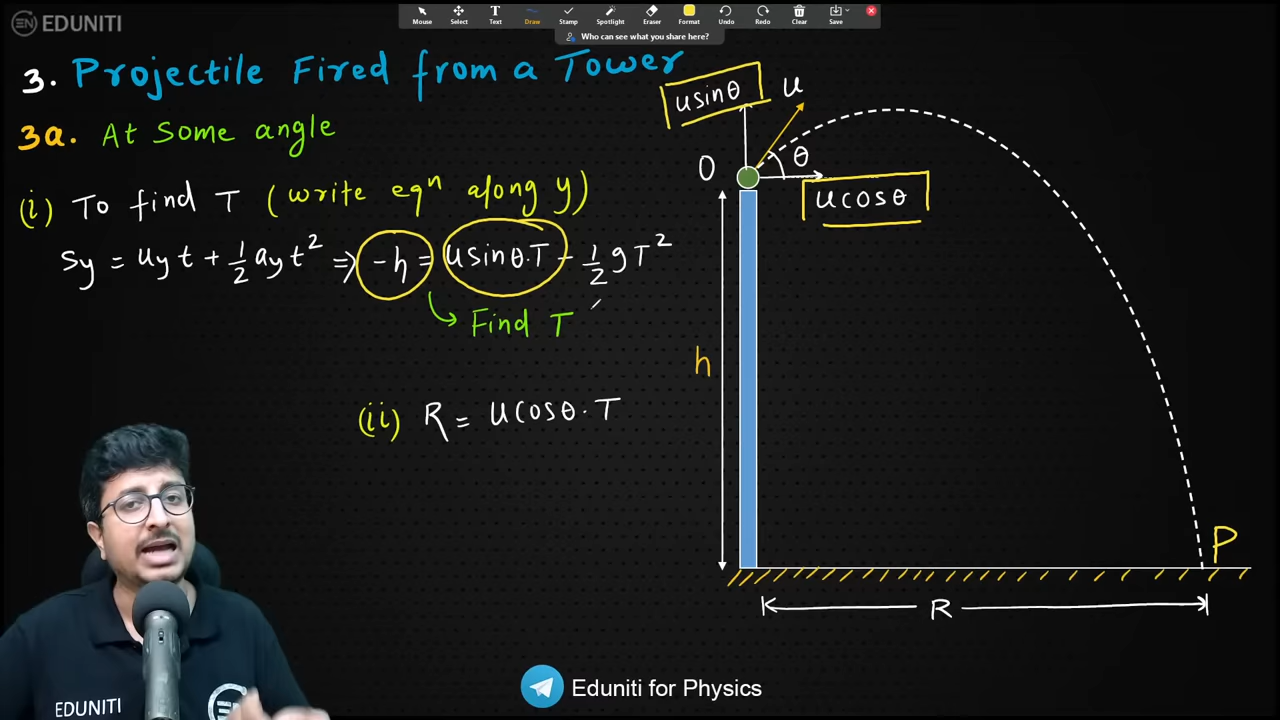 EDUNITI
Mouse Select Text Draw Stamp Spotlight Eraser Format Undo Redo Clear Save
Who can see what you share here?
3. Projectile Fired from a Tower
3a. At Some angle
(i) To find T (write eqⁿ along y)
Sy = uyt + 1/2 ayt² ⇒ -h = usinθ.T - 1/2 gT²
Find T
(ii) R = ucosθ.T
usinθ
u
O
θ
ucosθ
h
P
R
EDUNITI
Eduniti for Physics